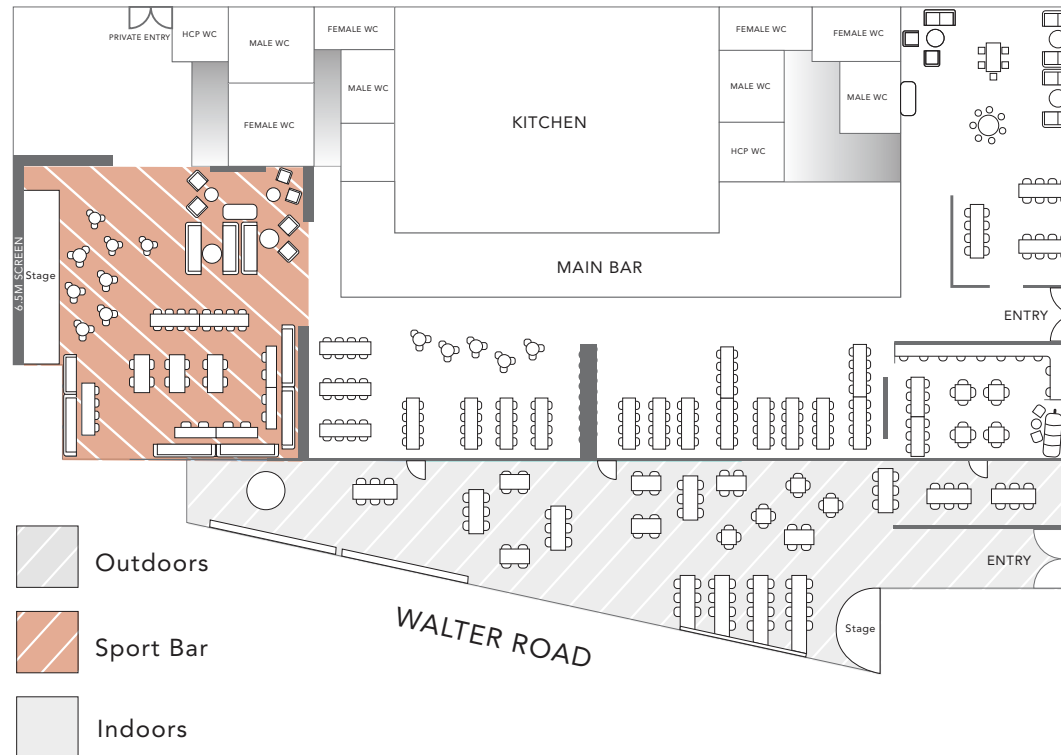 PRIVATE ENTRY
HCP WC
MALE WC
FEMALE WC
FEMALE WC
MALE WC
KITCHEN
FEMALE WC
MALE WC
HCP WC
FEMALE WC
MALE WC
MAIN BAR
6.5M SCREEN
Stage
ENTRY
ENTRY
Stage
WALTER ROAD
Outdoors
Sport Bar
Indoors